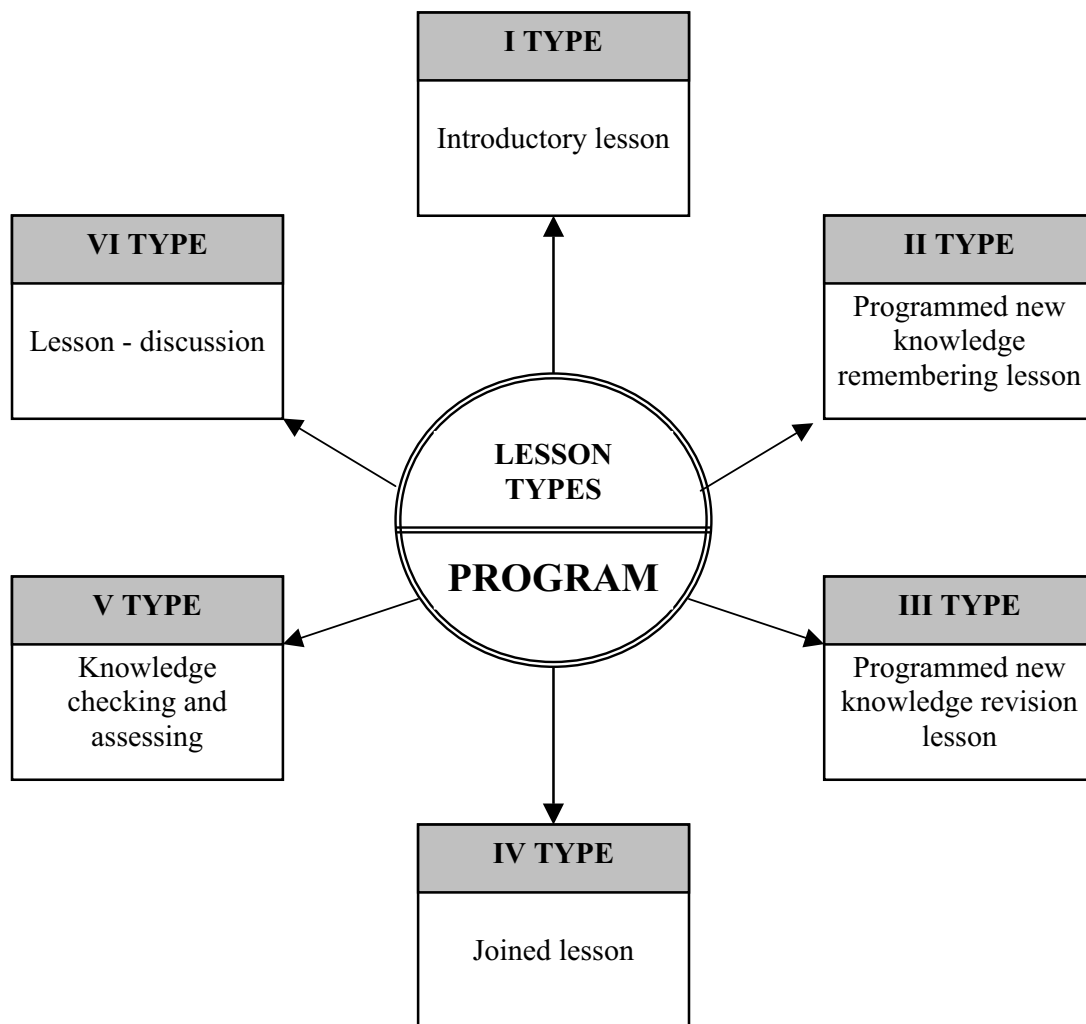 I TYPE
Introductory lesson
VI TYPE
Lesson - discussion
II TYPE
Programmed new
knowledge
remembering lesson
LESSON
TYPES
PROGRAM
V TYPE
Knowledge
checking and
assessing
III TYPE
Programmed new
knowledge revision
lesson
IV TYPE
Joined lesson